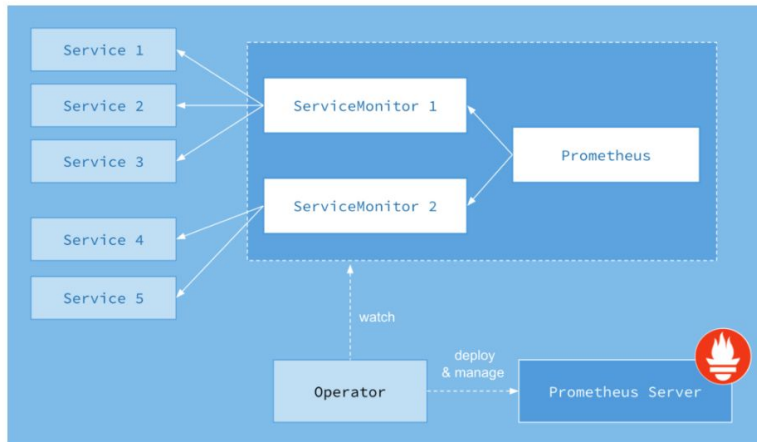 Service 1
Service 2
Service 3
Service 4
Service 5
ServiceMonitor 1
ServiceMonitor 2
Prometheus
watch
Operator
deploy
& manage
Prometheus Server